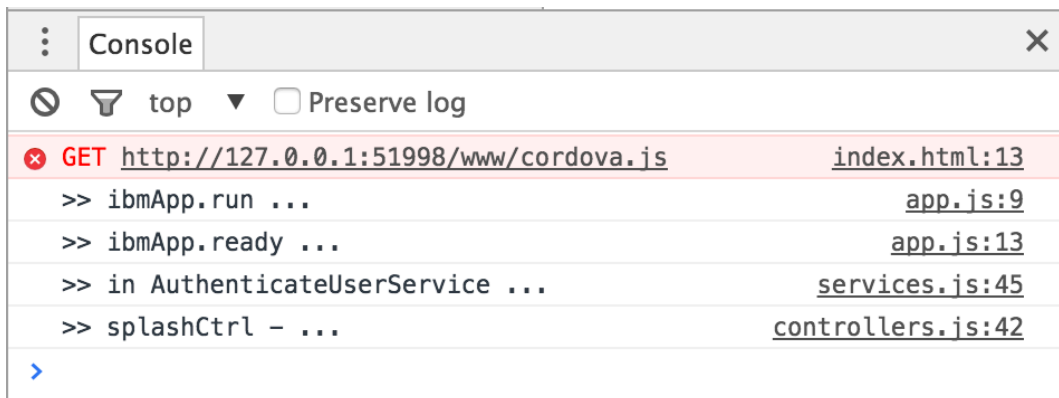 Console
top Preserve log
GET http://127.0.0.1:51998/www/cordova.js index.html:13
>> ibmApp.run ... app.js:9
>> ibmApp.ready ... app.js:13
>> in AuthenticateUserService ... services.js:45
>> splashCtrl – ... controllers.js:42